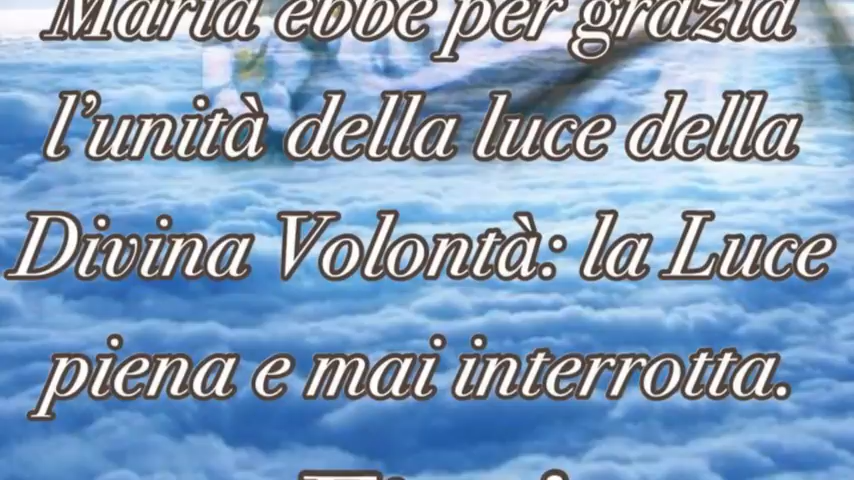 Maria ebbe per grazia
l’unità della luce della
Divina Volontà: la Luce
piena e mai interrotta.